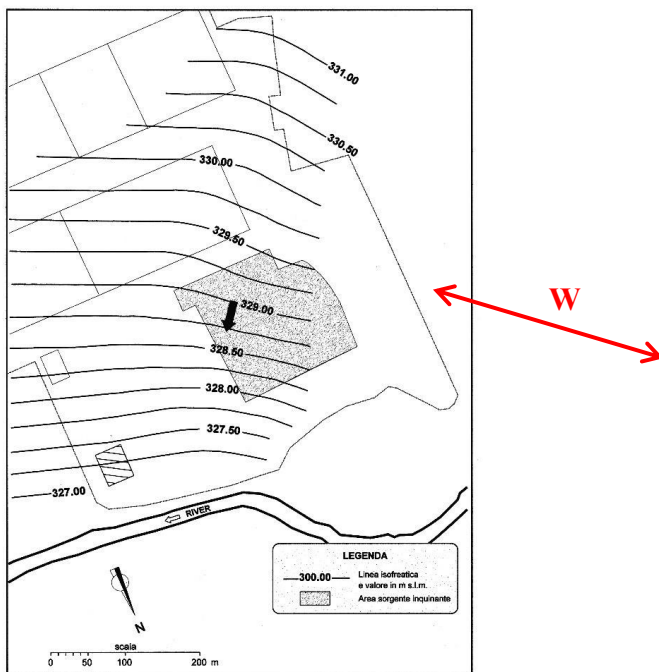 331.00
330.50
330.00
329.50
329.00
W
328.50
328.00
327.50
327.00
RIVER
LEGENDA
300.00 Linea isofreatica
e valore in m s.l.m.
Area sorgente inquinante
N
scala
0 50 100 200 m